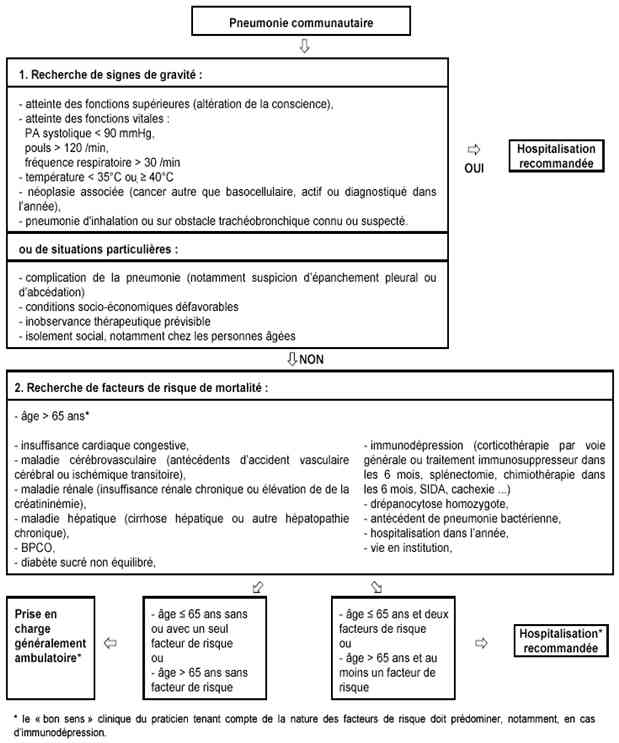 Pneumonie communautaire
1. Recherche de signes de gravité :
- atteinte des fonctions supérieures (altération de la conscience),
- atteinte des fonctions vitales :
PA systolique < 90 mmHg,
pouls > 120 /min,
fréquence respiratoire > 30 /min
- température < 35°C ou ≥ 40°C
- néoplasie associée (cancer autre que basocellulaire, actif ou diagnostiqué dans
l'année),
- pneumonie d'inhalation ou sur obstacle trachéobronchique connu ou suspecté.
OUI
Hospitalisation
recommandée
ou de situations particulières :
- complication de la pneumonie (notamment suspicion d'épanchement pleural ou
d'abcédation)
- conditions socio-économiques défavorables
- inobservance thérapeutique prévisible
- isolement social, notamment chez les personnes âgées
NON
2. Recherche de facteurs de risque de mortalité :
- âge > 65 ans*
- insuffisance cardiaque congestive,
- maladie cérébrovasculaire (antécédents d'accident vasculaire
cérébral ou ischémique transitoire),
- maladie rénale (insuffisance rénale chronique ou élévation de de la
créatininémie),
- maladie hépatique (cirrhose hépatique ou autre hépatopathie
chronique),
- BPCO,
- diabète sucré non équilibré,
- immunodépression (corticothérapie par voie
générale ou traitement immunosuppresseur dans
les 6 mois, splénectomie, chimiothérapie dans
les 6 mois, SIDA, cachexie ...)
- drépanocytose homozygote,
- antécédent de pneumonie bactérienne,
- hospitalisation dans l'année,
- vie en institution,
Prise en
charge
généralement
ambulatoire*
- âge ≤ 65 ans sans
ou avec un seul
facteur de risque
ou
- âge > 65 ans sans
facteur de risque
- âge ≤ 65 ans et deux
facteurs de risque
ou
- âge > 65 ans et au
moins un facteur de
risque
Hospitalisation*
recommandée
* le « bon sens » clinique du praticien tenant compte de la nature des facteurs de risque doit prédominer, notamment, en cas
d'immunodépression.